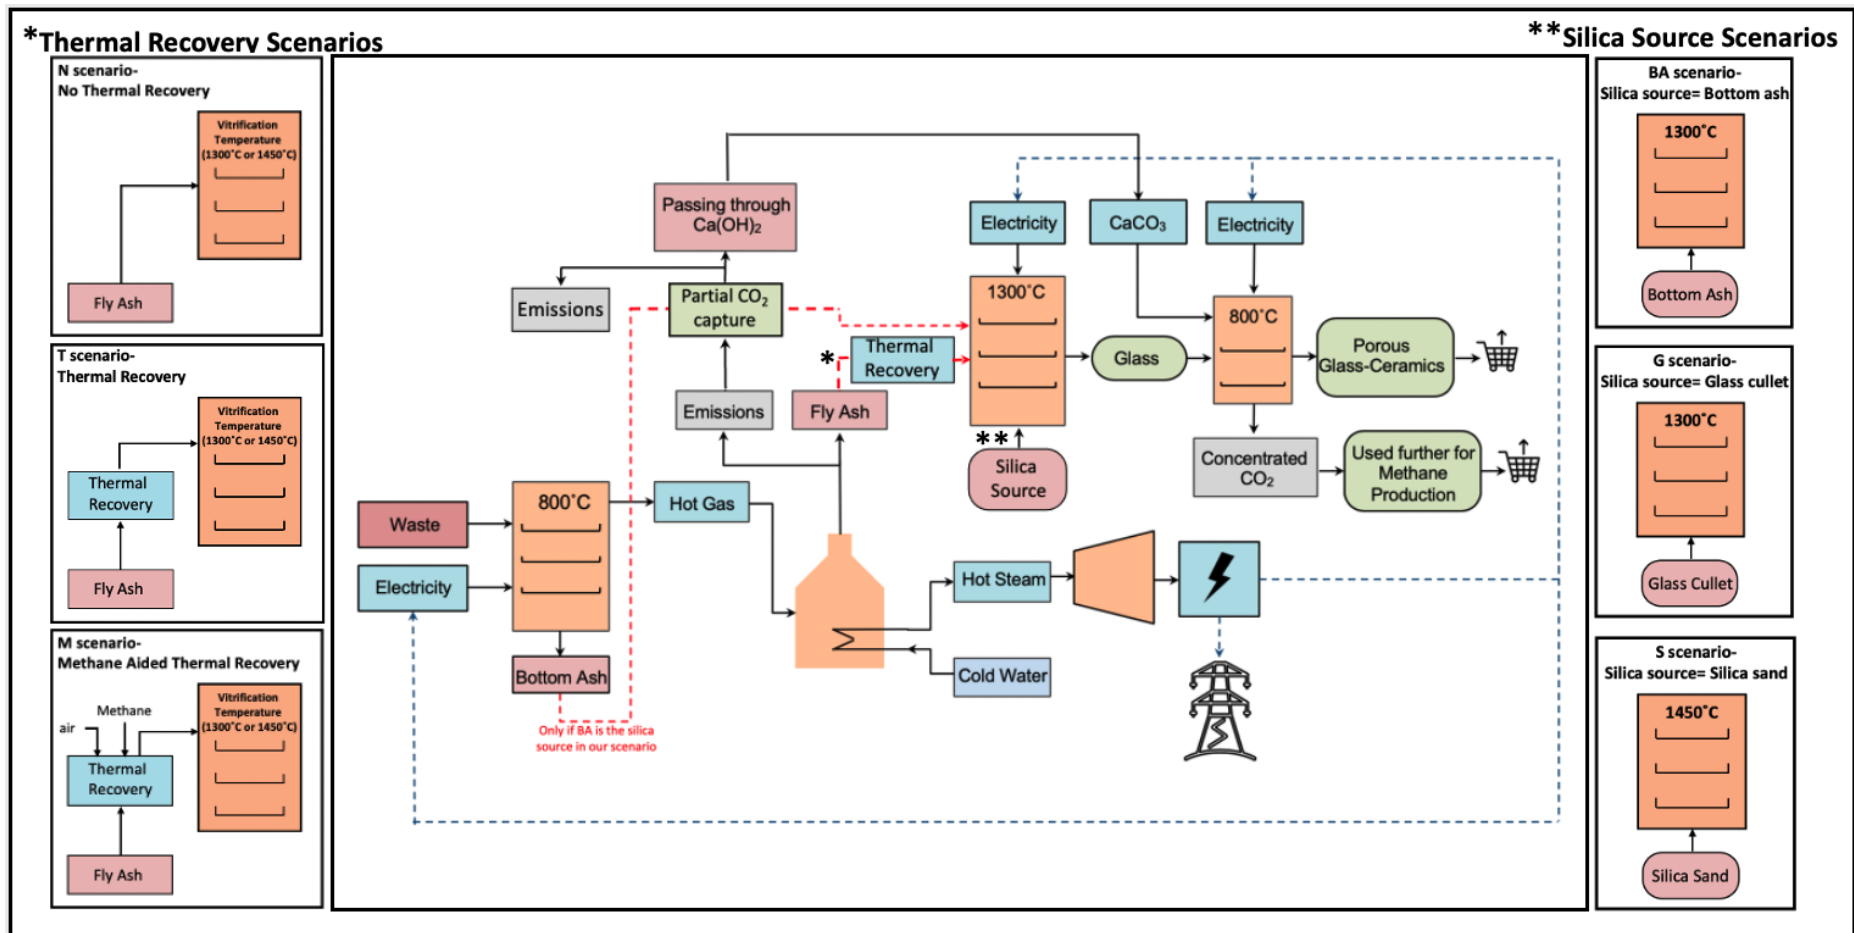 *Thermal Recovery Scenarios
**Silica Source Scenarios
N scenario-
No Thermal Recovery
Vitrification
Temperature
(1300˚C or 1450˚C)
Fly Ash
T scenario-
Thermal Recovery
Vitrification
Temperature
(1300˚C or 1450˚C)
Thermal
Recovery
Fly Ash
M scenario-
Methane Aided Thermal Recovery
Vitrification
Temperature
(1300˚C or 1450˚C)
Methane
air
Thermal
Recovery
Fly Ash
Passing through
Ca(OH)₂
Emissions
Partial CO₂
capture
Emissions
*
Thermal
Recovery
Fly Ash
Electricity
CaCO₃
Electricity
1300˚C
800˚C
Glass
Porous
Glass-Ceramics
**
Silica
Source
Concentrated
CO₂
Used further for
Methane
Production
Waste
Electricity
800˚C
Hot Gas
Bottom Ash
Only if BA is the silica
source in our scenario
Hot Steam
Cold Water
BA scenario-
Silica source= Bottom ash
1300˚C
Bottom Ash
G scenario-
Silica source= Glass cullet
1300˚C
Glass Cullet
S scenario-
Silica source= Silica sand
1450˚C
Silica Sand